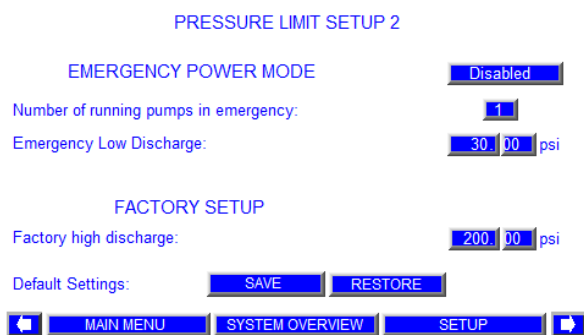 PRESSURE LIMIT SETUP 2
EMERGENCY POWER MODE Disabled
Number of running pumps in emergency: 1
Emergency Low Discharge: 30.00 psi
FACTORY SETUP
Factory high discharge: 200.00 psi
Default Settings: SAVE RESTORE
MAIN MENU SYSTEM OVERVIEW SETUP